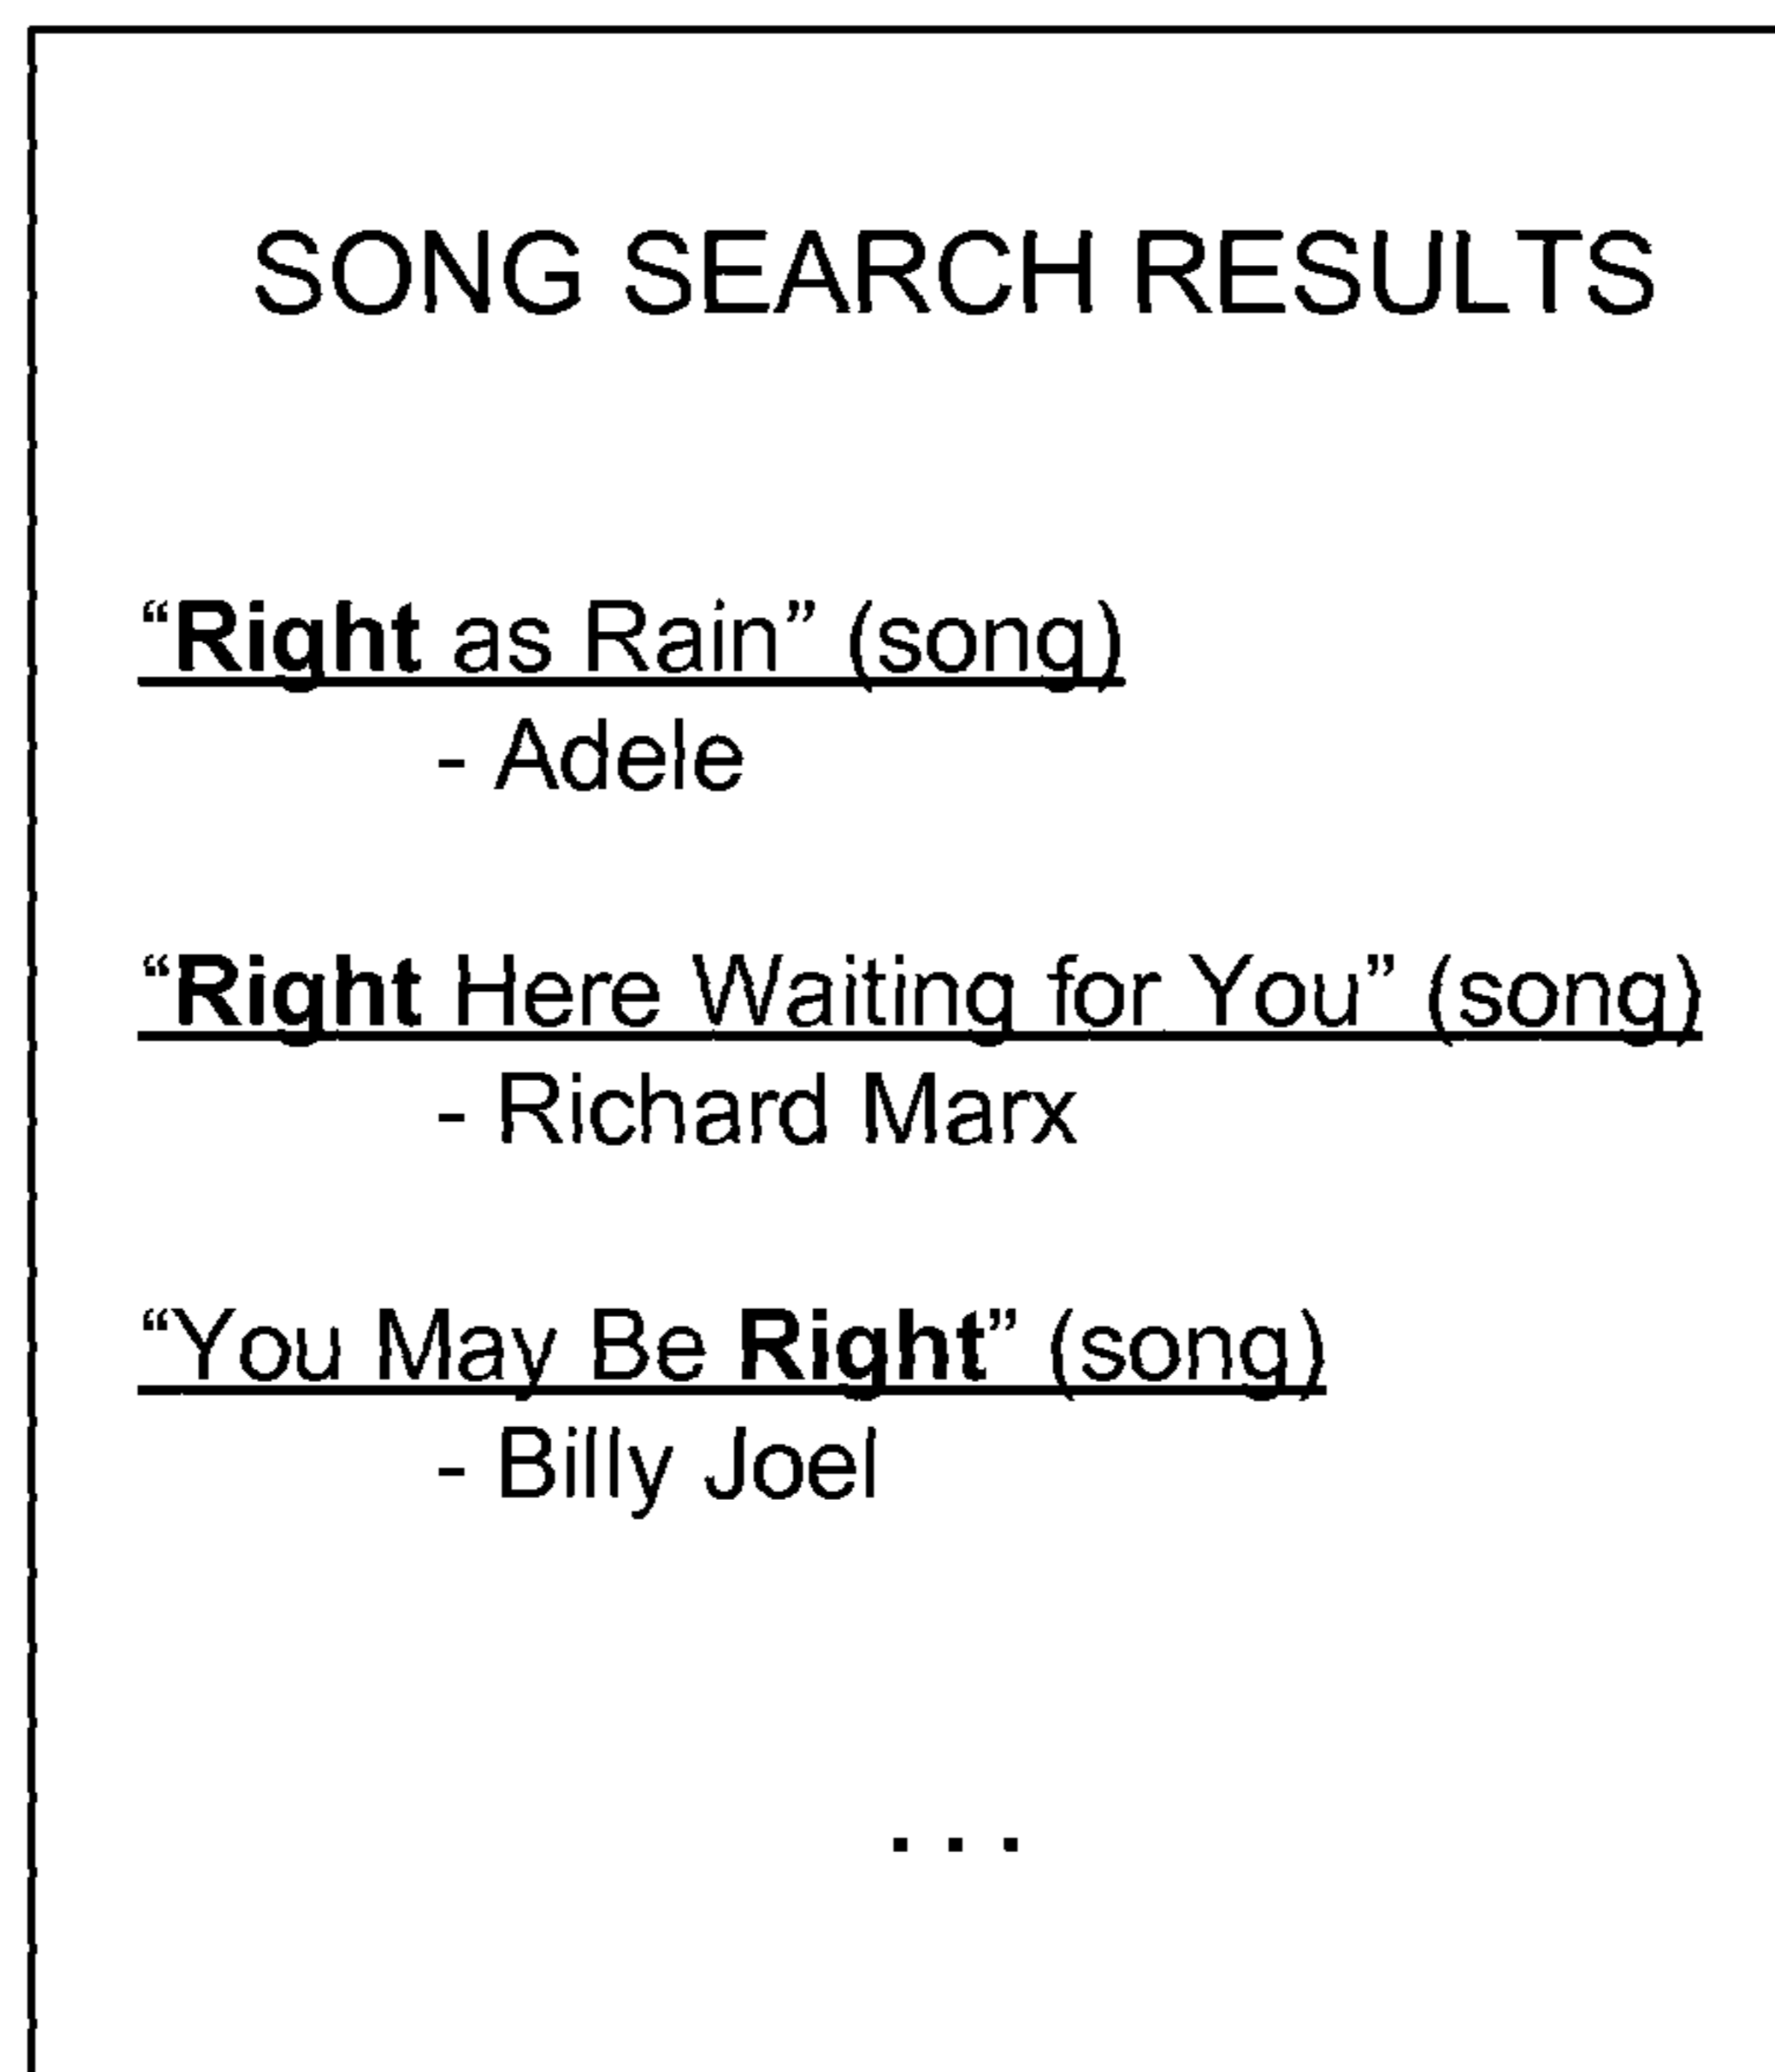 SONG SEARCH RESULTS
“Right as Rain” (song)
- Adele
“Right Here Waiting for You” (song)
- Richard Marx
“You May Be Right” (song)
- Billy Joel
. . .